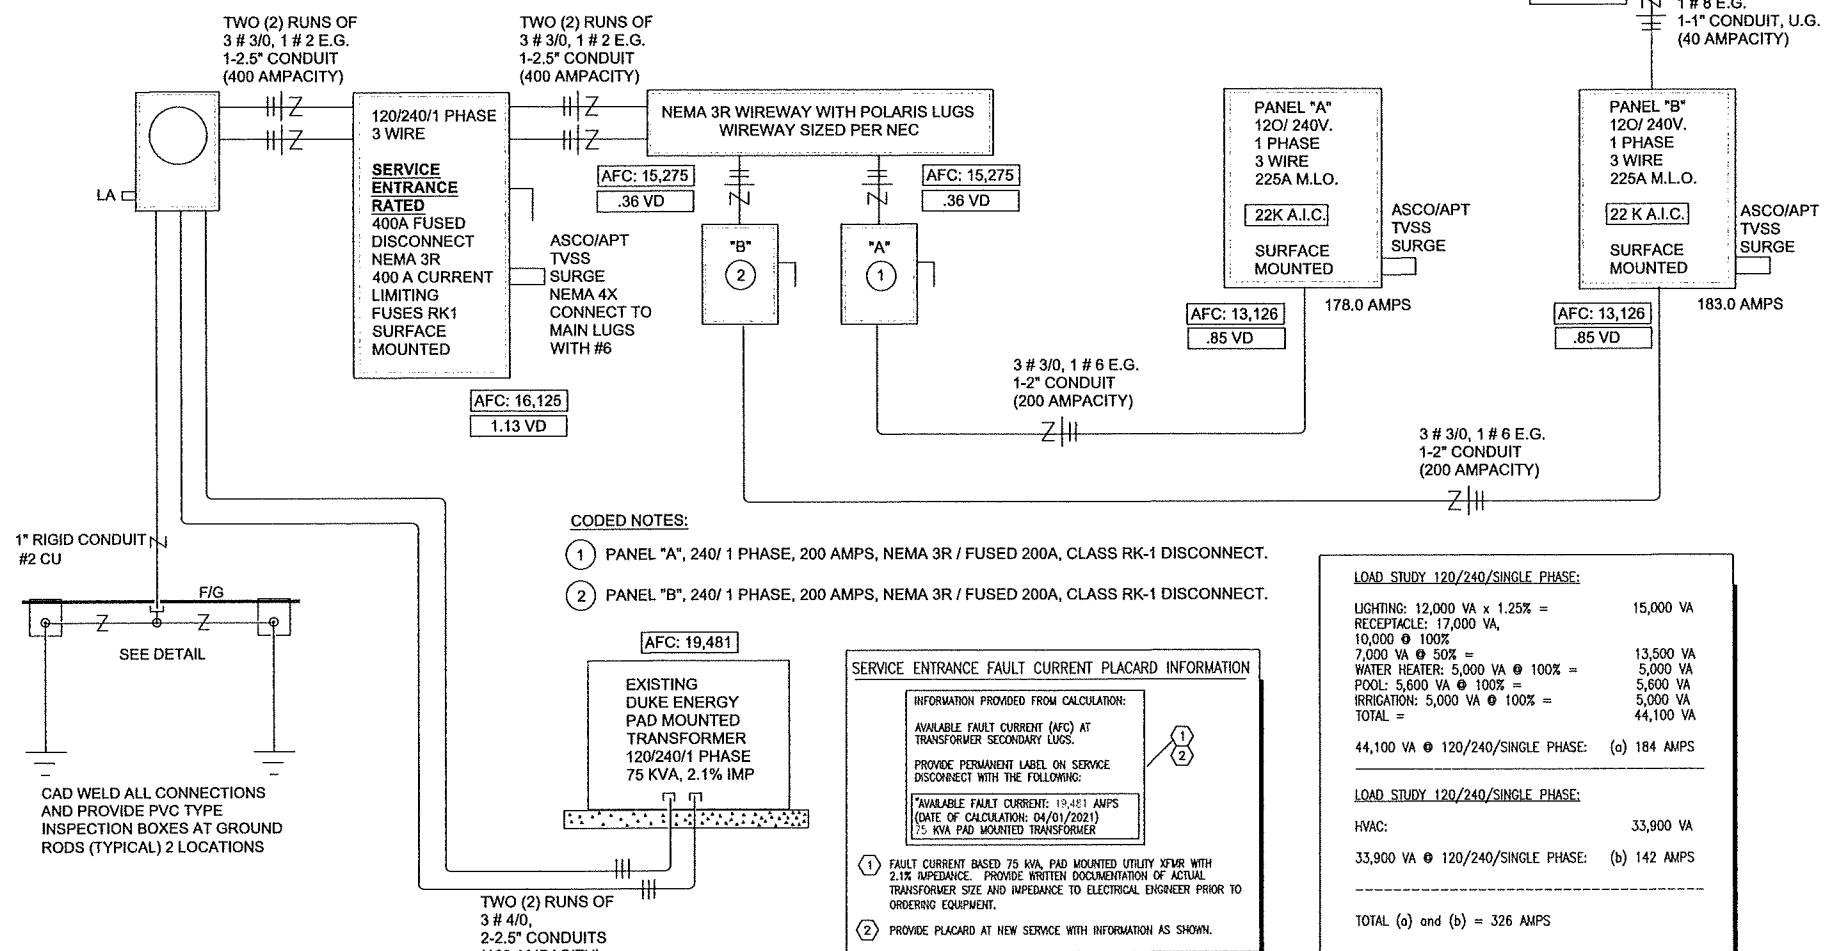 TWO (2) RUNS OF
3 # 3/0, 1 # 2 E.G.
1-2.5" CONDUIT
(400 AMPACITY)
TWO (2) RUNS OF
3 # 3/0, 1 # 2 E.G.
1-2.5" CONDUIT
(400 AMPACITY)
1 # 8 E.G.
1-1" CONDUIT, U.G.
(40 AMPACITY)
LA
120/240/1 PHASE
3 WIRE
SERVICE
ENTRANCE
RATED
400A FUSED
DISCONNECT
NEMA 3R
400 A CURRENT
LIMITING
FUSES RK1
SURFACE
MOUNTED
ASCO/APT
TVSS
SURGE
NEMA 4X
CONNECT TO
MAIN LUGS
WITH #6
AFC: 16,125
1.13 VD
NEMA 3R WIREWAY WITH POLARIS LUGS
WIREWAY SIZED PER NEC
AFC: 15,275
.36 VD
AFC: 15,275
.36 VD
"B"
2
"A"
1
PANEL "A"
12O/ 240V.
1 PHASE
3 WIRE
225A M.L.O.
22K A.I.C.
SURFACE
MOUNTED
ASCO/APT
TVSS
SURGE
178.0 AMPS
AFC: 13,126
.85 VD
PANEL "B"
12O/ 240V.
1 PHASE
3 WIRE
225A M.L.O.
22 K A.I.C.
SURFACE
MOUNTED
ASCO/APT
TVSS
SURGE
183.0 AMPS
AFC: 13,126
.85 VD
3 # 3/0, 1 # 6 E.G.
1-2" CONDUIT
(200 AMPACITY)
3 # 3/0, 1 # 6 E.G.
1-2" CONDUIT
(200 AMPACITY)
1" RIGID CONDUIT
#2 CU
F/G
SEE DETAIL
CAD WELD ALL CONNECTIONS
AND PROVIDE PVC TYPE
INSPECTION BOXES AT GROUND
RODS (TYPICAL) 2 LOCATIONS
CODED NOTES:
1 PANEL "A", 240/ 1 PHASE, 200 AMPS, NEMA 3R / FUSED 200A, CLASS RK-1 DISCONNECT.
2 PANEL "B", 240/ 1 PHASE, 200 AMPS, NEMA 3R / FUSED 200A, CLASS RK-1 DISCONNECT.
AFC: 19,481
EXISTING
DUKE ENERGY
PAD MOUNTED
TRANSFORMER
120/240/1 PHASE
75 KVA, 2.1% IMP
TWO (2) RUNS OF
3 # 4/0,
2-2.5" CONDUITS
SERVICE ENTRANCE FAULT CURRENT PLACARD INFORMATION
INFORMATION PROVIDED FROM CALCULATION:
AVAILABLE FAULT CURRENT (AFC) AT
TRANSFORMER SECONDARY LUGS.
PROVIDE PERMANENT LABEL ON SERVICE
DISCONNECT WITH THE FOLLOWING:
"AVAILABLE FAULT CURRENT: 19,481 AMPS
(DATE OF CALCULATION: 04/01/2021)
75 KVA PAD MOUNTED TRANSFORMER
1
2
1 FAULT CURRENT BASED 75 kVA, PAD MOUNTED UTILITY XFMR WITH
2.1% IMPEDANCE. PROVIDE WRITTEN DOCUMENTATION OF ACTUAL
TRANSFORMER SIZE AND IMPEDANCE TO ELECTRICAL ENGINEER PRIOR TO
ORDERING EQUIPMENT.
2 PROVIDE PLACARD AT NEW SERVICE WITH INFORMATION AS SHOWN.
LOAD STUDY 120/240/SINGLE PHASE:
LIGHTING: 12,000 VA x 1.25% = 15,000 VA
RECEPTACLE: 17,000 VA,
10,000 @ 100%
7,000 VA @ 50% = 13,500 VA
WATER HEATER: 5,000 VA @ 100% = 5,000 VA
POOL: 5,600 VA @ 100% = 5,600 VA
IRRIGATION: 5,000 VA @ 100% = 5,000 VA
TOTAL = 44,100 VA
44,100 VA @ 120/240/SINGLE PHASE: (a) 184 AMPS
LOAD STUDY 120/240/SINGLE PHASE:
HVAC: 33,900 VA
33,900 VA @ 120/240/SINGLE PHASE: (b) 142 AMPS
TOTAL (a) and (b) = 326 AMPS